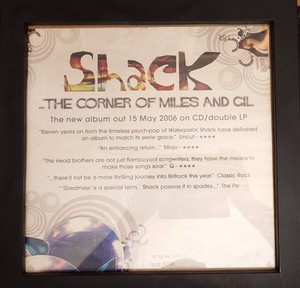 Shack
...THE CORNER OF MILES AND GIL
The new album out 15 May 2006 on CD/double LP
"Eleven years on from the timeless psych-pop of Waterpistol, Shack have delivered
an album to match its eerie grace." Uncut - ★★★★
"An entrancing return..." Mojo - ★★★★
"The Head brothers are not just flamboyant songwriters, they have the means to
make those songs soar." Q - ★★★★
"...there'll not be a more thrilling journey into Britrock this year." Classic Rock
"'Greatness' is a special term. Shack possess it in spades..." The Fly